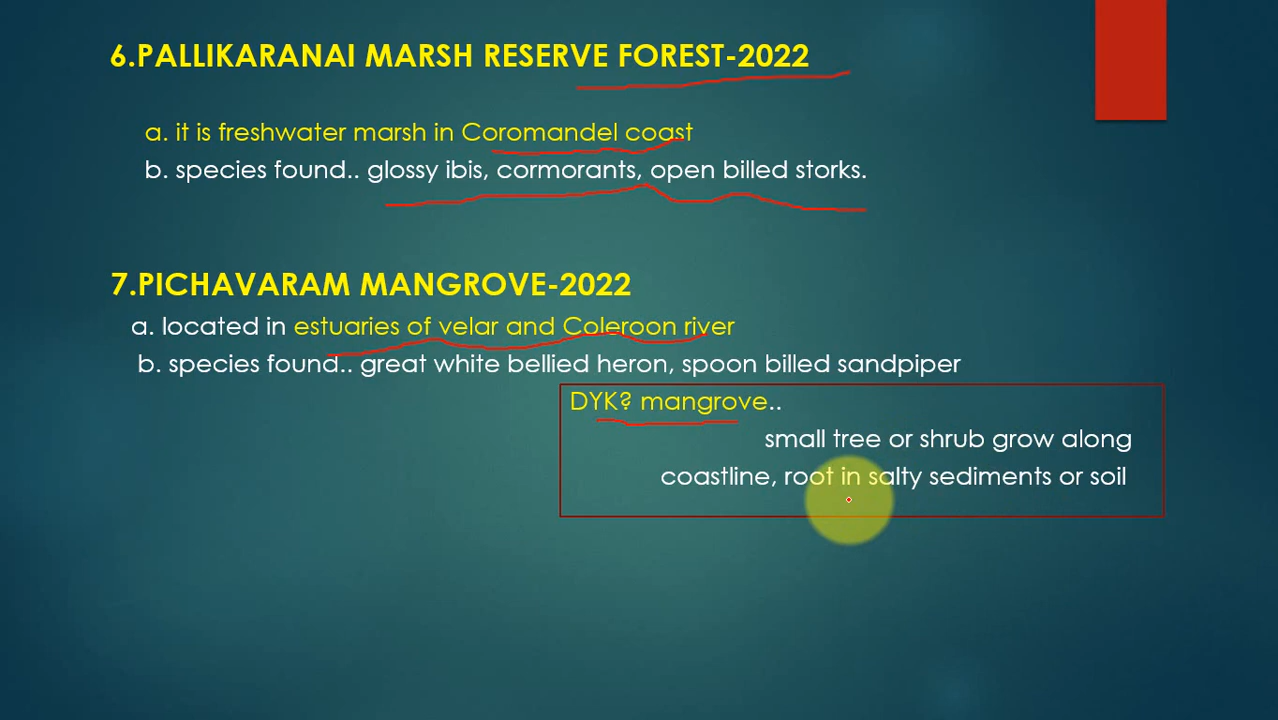 6.PALLIKARANAI MARSH RESERVE FOREST-2022
a. it is freshwater marsh in Coromandel coast
b. species found.. glossy ibis, cormorants, open billed storks.
7.PICHAVARAM MANGROVE-2022
a. located in estuaries of velar and Coleroon river
b. species found.. great white bellied heron, spoon billed sandpiper
DYK? mangrove..
small tree or shrub grow along
coastline, root in salty sediments or soil